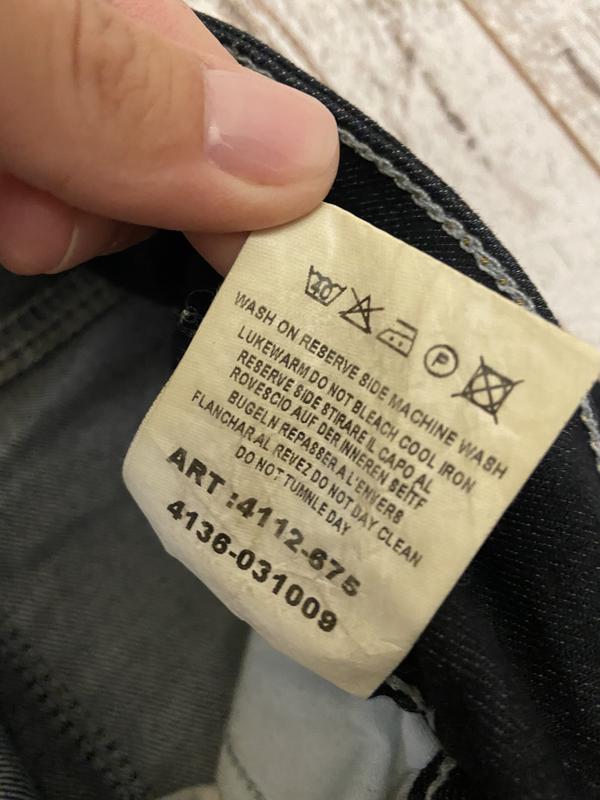 40
P
WASH ON RESERVE SIDE MACHINE WASH
LUKEWARM DO NOT BLEACH COOL IRON
RESERVE SIDE STIRARE IL CAPO AL
ROVESCIO AUF DER INNEREN SEITF
BUGELN REPASSER A L'ENVERS
FLANCHAR AL REVEZ DO NOT DAY CLEAN
DO NOT TUMNLE DAY
ART :4112-675
4136-031009